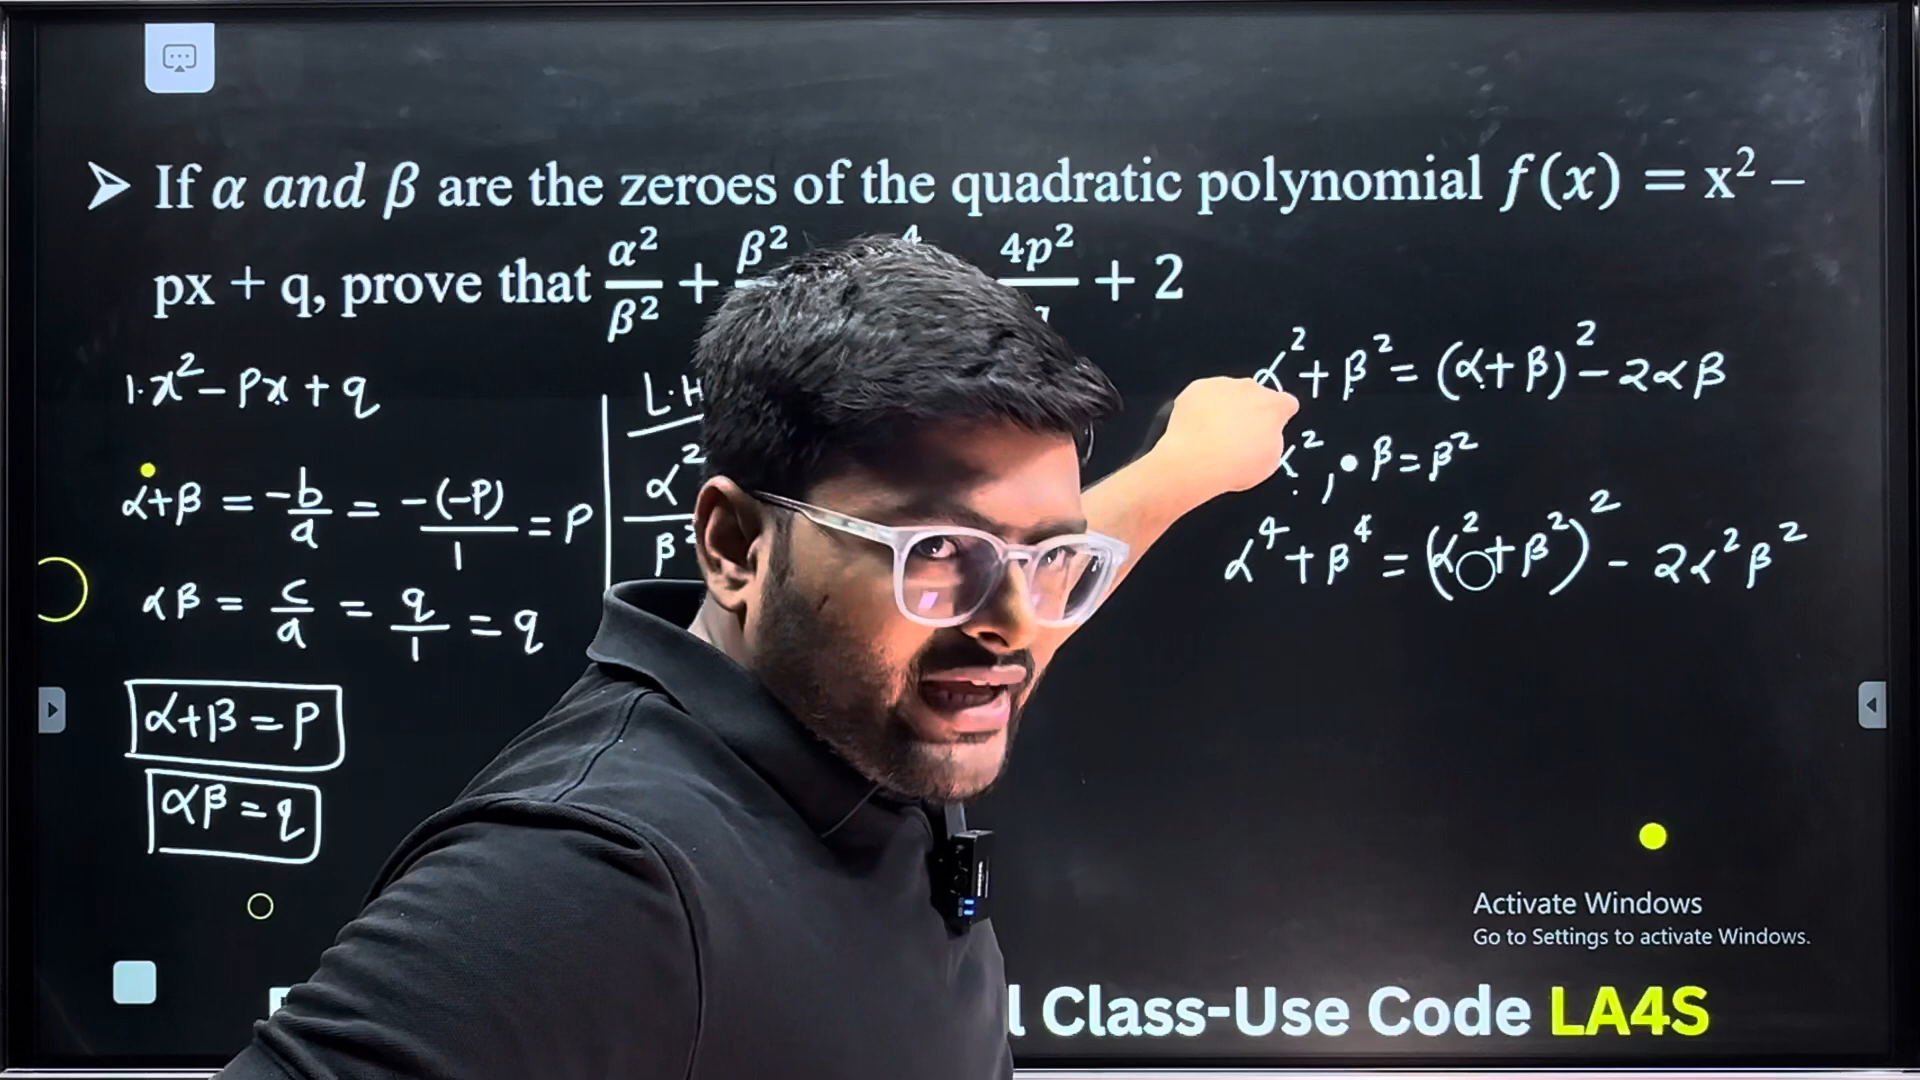 ➤ If α and β are the zeroes of the quadratic polynomial f(x) = x² –
px + q, prove that α²/β² + β² 4 4p²/ + 2
1·x² – px + q
α+β = -b/a = -(-p)/1 = p
αβ = c/a = q/1 = q
α+β = p
αβ = q
L·H
α²/β²
α² + β² = (α + β)² – 2αβ
², • β = β²
α⁴ + β⁴ = (α² + β²)² – 2α²β²
Activate Windows
Go to Settings to activate Windows.
l Class-Use Code LA4S